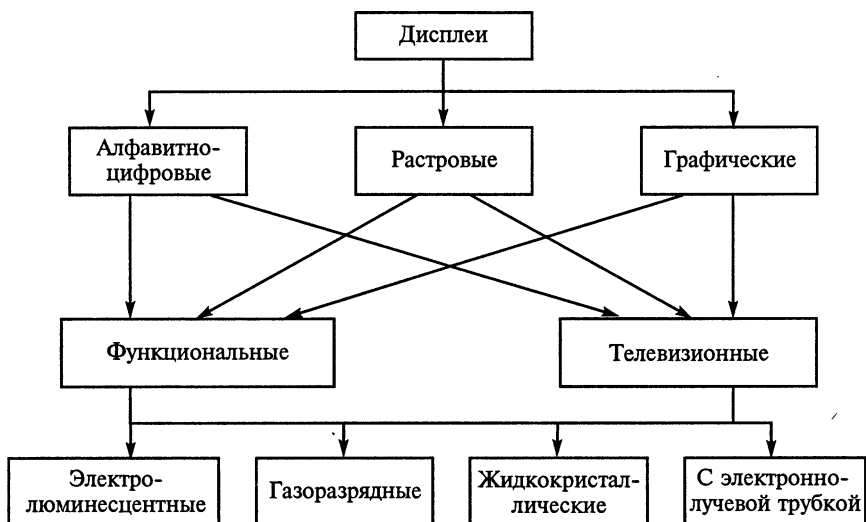 Дисплеи
Алфавитно-
цифровые
Растровые
Графические
Функциональные
Телевизионные
Электро-
люминесцентные
Газоразрядные
Жидкокристал-
лические
С электронно-
лучевой трубкой